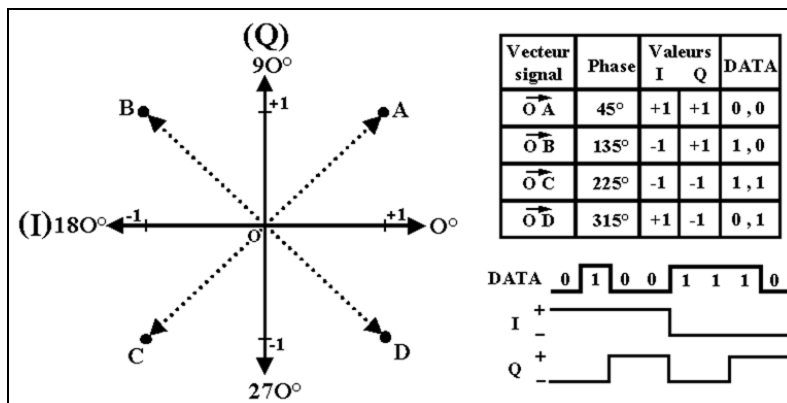 (Q)
90°
+1
B
A
(I) 180°
-1
O
+1
0°
C
-1
D
270°
Vecteur signal Phase Valeurs I Q DATA
OA 45° +1 +1 0,0
OB 135° -1 +1 1,0
OC 225° -1 -1 1,1
OD 315° +1 -1 0,1
DATA 0 1 0 0 1 1 1 0
I + −
Q + −